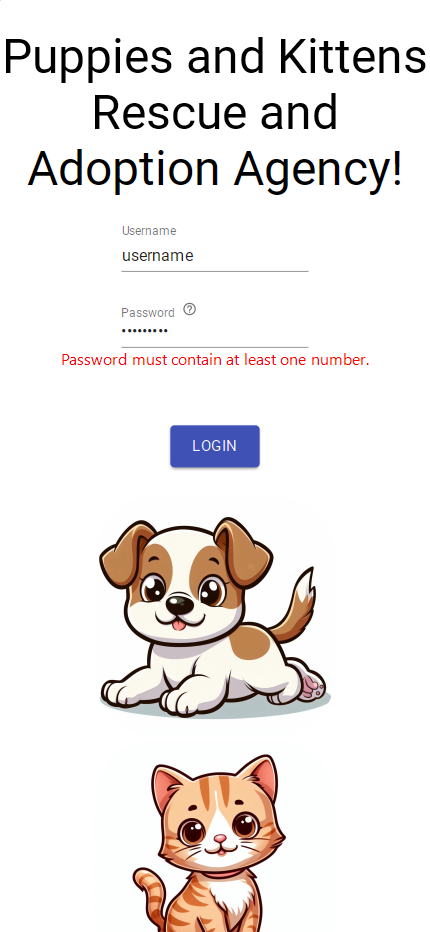 Puppies and Kittens
Rescue and
Adoption Agency!
Username
username
Password
•••••••••
Password must contain at least one number.
LOGIN